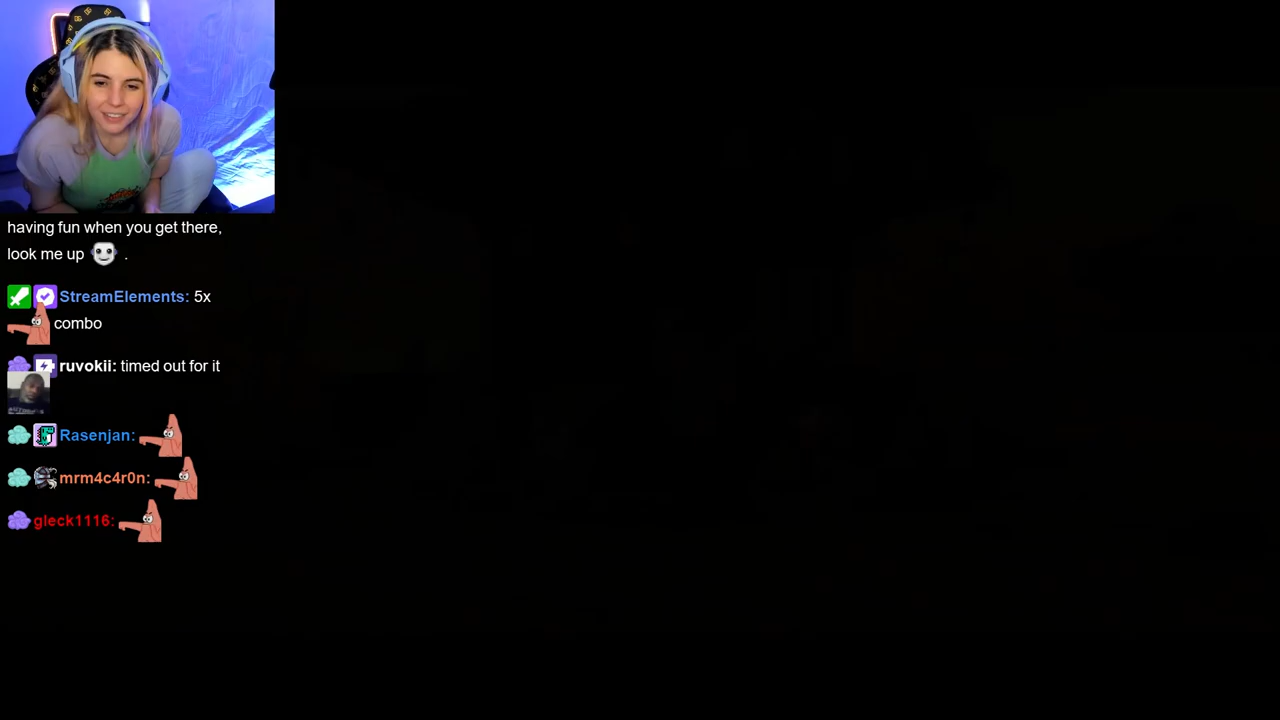 having fun when you get there,
look me up .
StreamElements: 5x
combo
ruvokii: timed out for it
Rasenjan:
mrm4c4r0n:
gleck1116: